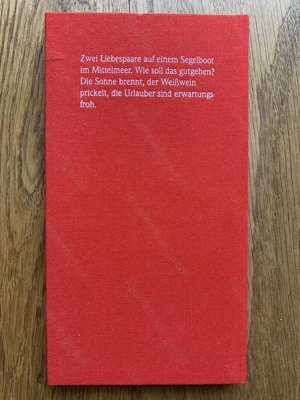 Zwei Liebespaare auf einem Segelboot
im Mittelmeer. Wie soll das gutgehen?
Die Sonne brennt, der Weißwein
prickelt, die Urlauber sind erwartungs-
froh.